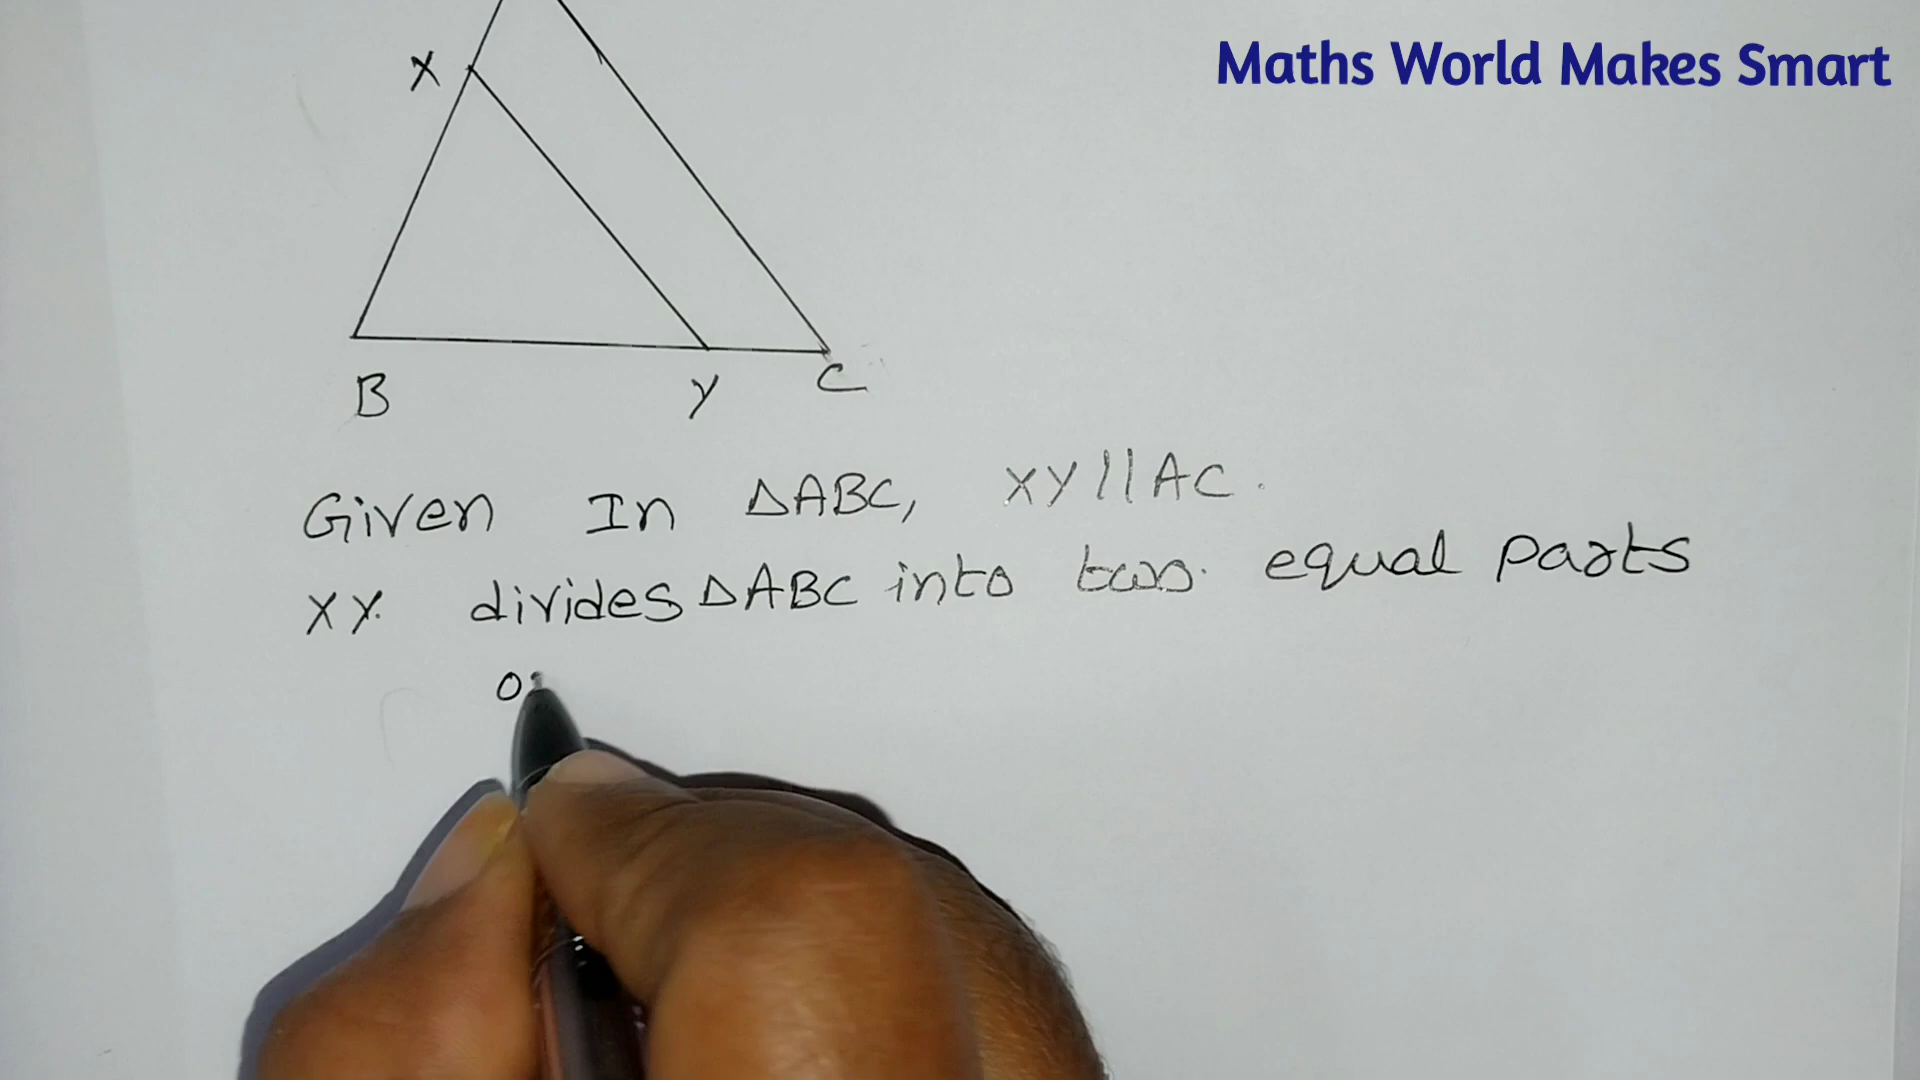 Maths World Makes Smart
X
B Y C
Given In △ABC, XY||AC.
XY. divides △ABC into two. equal parts